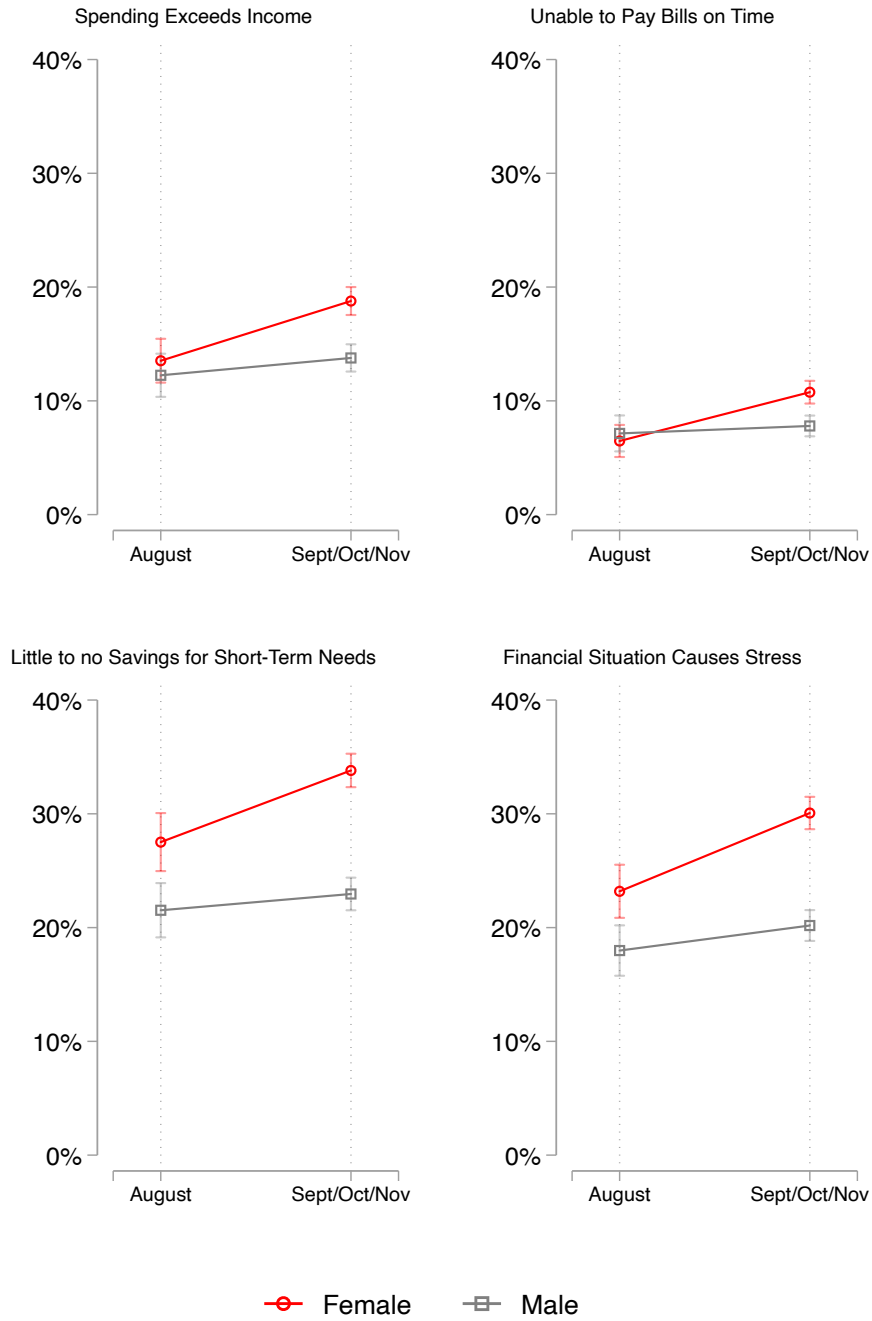 Spending Exceeds Income
40%
30%
20%
10%
0%
August Sept/Oct/Nov
Unable to Pay Bills on Time
40%
30%
20%
10%
0%
August Sept/Oct/Nov
Little to no Savings for Short-Term Needs
40%
30%
20%
10%
0%
August Sept/Oct/Nov
Financial Situation Causes Stress
40%
30%
20%
10%
0%
August Sept/Oct/Nov
Female Male